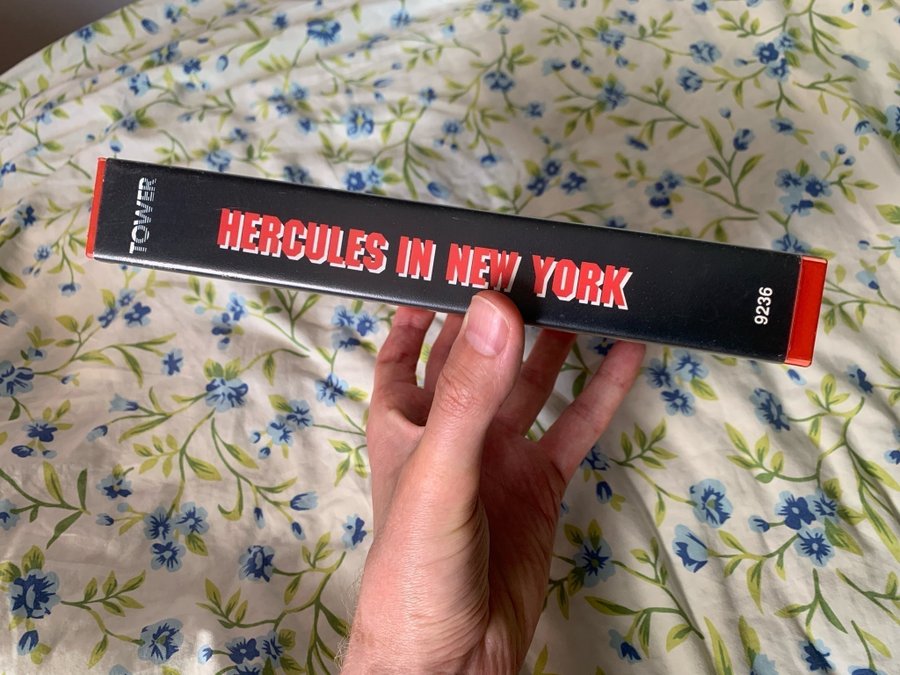 TOWER
HERCULES IN NEW YORK
9236